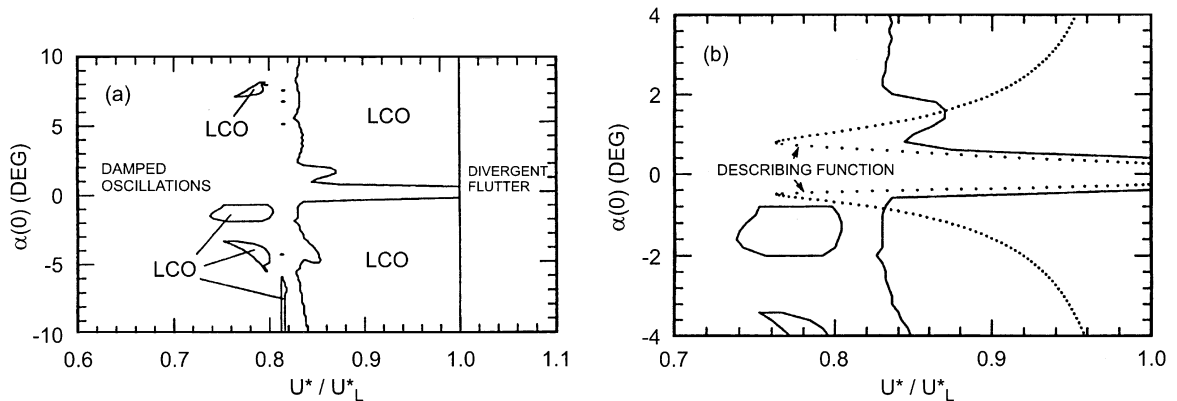 (a)
10
5
0
-5
-10
α(0) (DEG)
LCO
LCO
DAMPED
OSCILLATIONS
DIVERGENT
FLUTTER
LCO
LCO
0.6 0.7 0.8 0.9 1.0 1.1
U* / U*L
(b)
4
2
0
-2
-4
α(0) (DEG)
DESCRIBING FUNCTION
0.7 0.8 0.9 1.0
U* / U*L